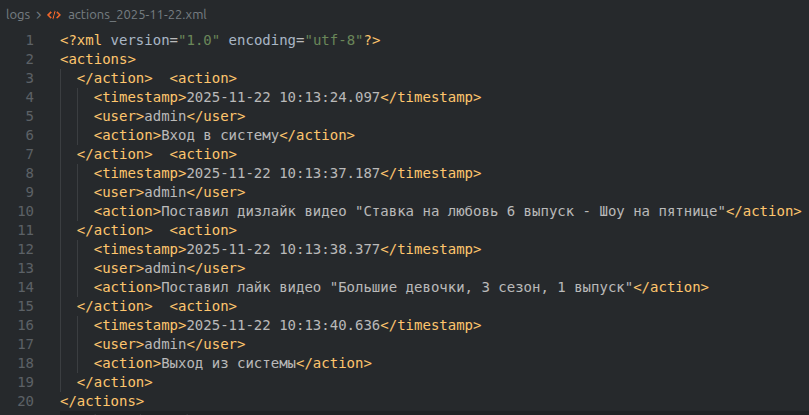 logs > actions_2025-11-22.xml
1 <?xml version="1.0" encoding="utf-8"?>
2 <actions>
3 </action> <action>
4 <timestamp>2025-11-22 10:13:24.097</timestamp>
5 <user>admin</user>
6 <action>Вход в систему</action>
7 </action> <action>
8 <timestamp>2025-11-22 10:13:37.187</timestamp>
9 <user>admin</user>
10 <action>Поставил дизлайк видео "Ставка на любовь 6 выпуск - Шоу на пятнице"</action>
11 </action> <action>
12 <timestamp>2025-11-22 10:13:38.377</timestamp>
13 <user>admin</user>
14 <action>Поставил лайк видео "Большие девочки, 3 сезон, 1 выпуск"</action>
15 </action> <action>
16 <timestamp>2025-11-22 10:13:40.636</timestamp>
17 <user>admin</user>
18 <action>Выход из системы</action>
19 </action>
20 </actions>